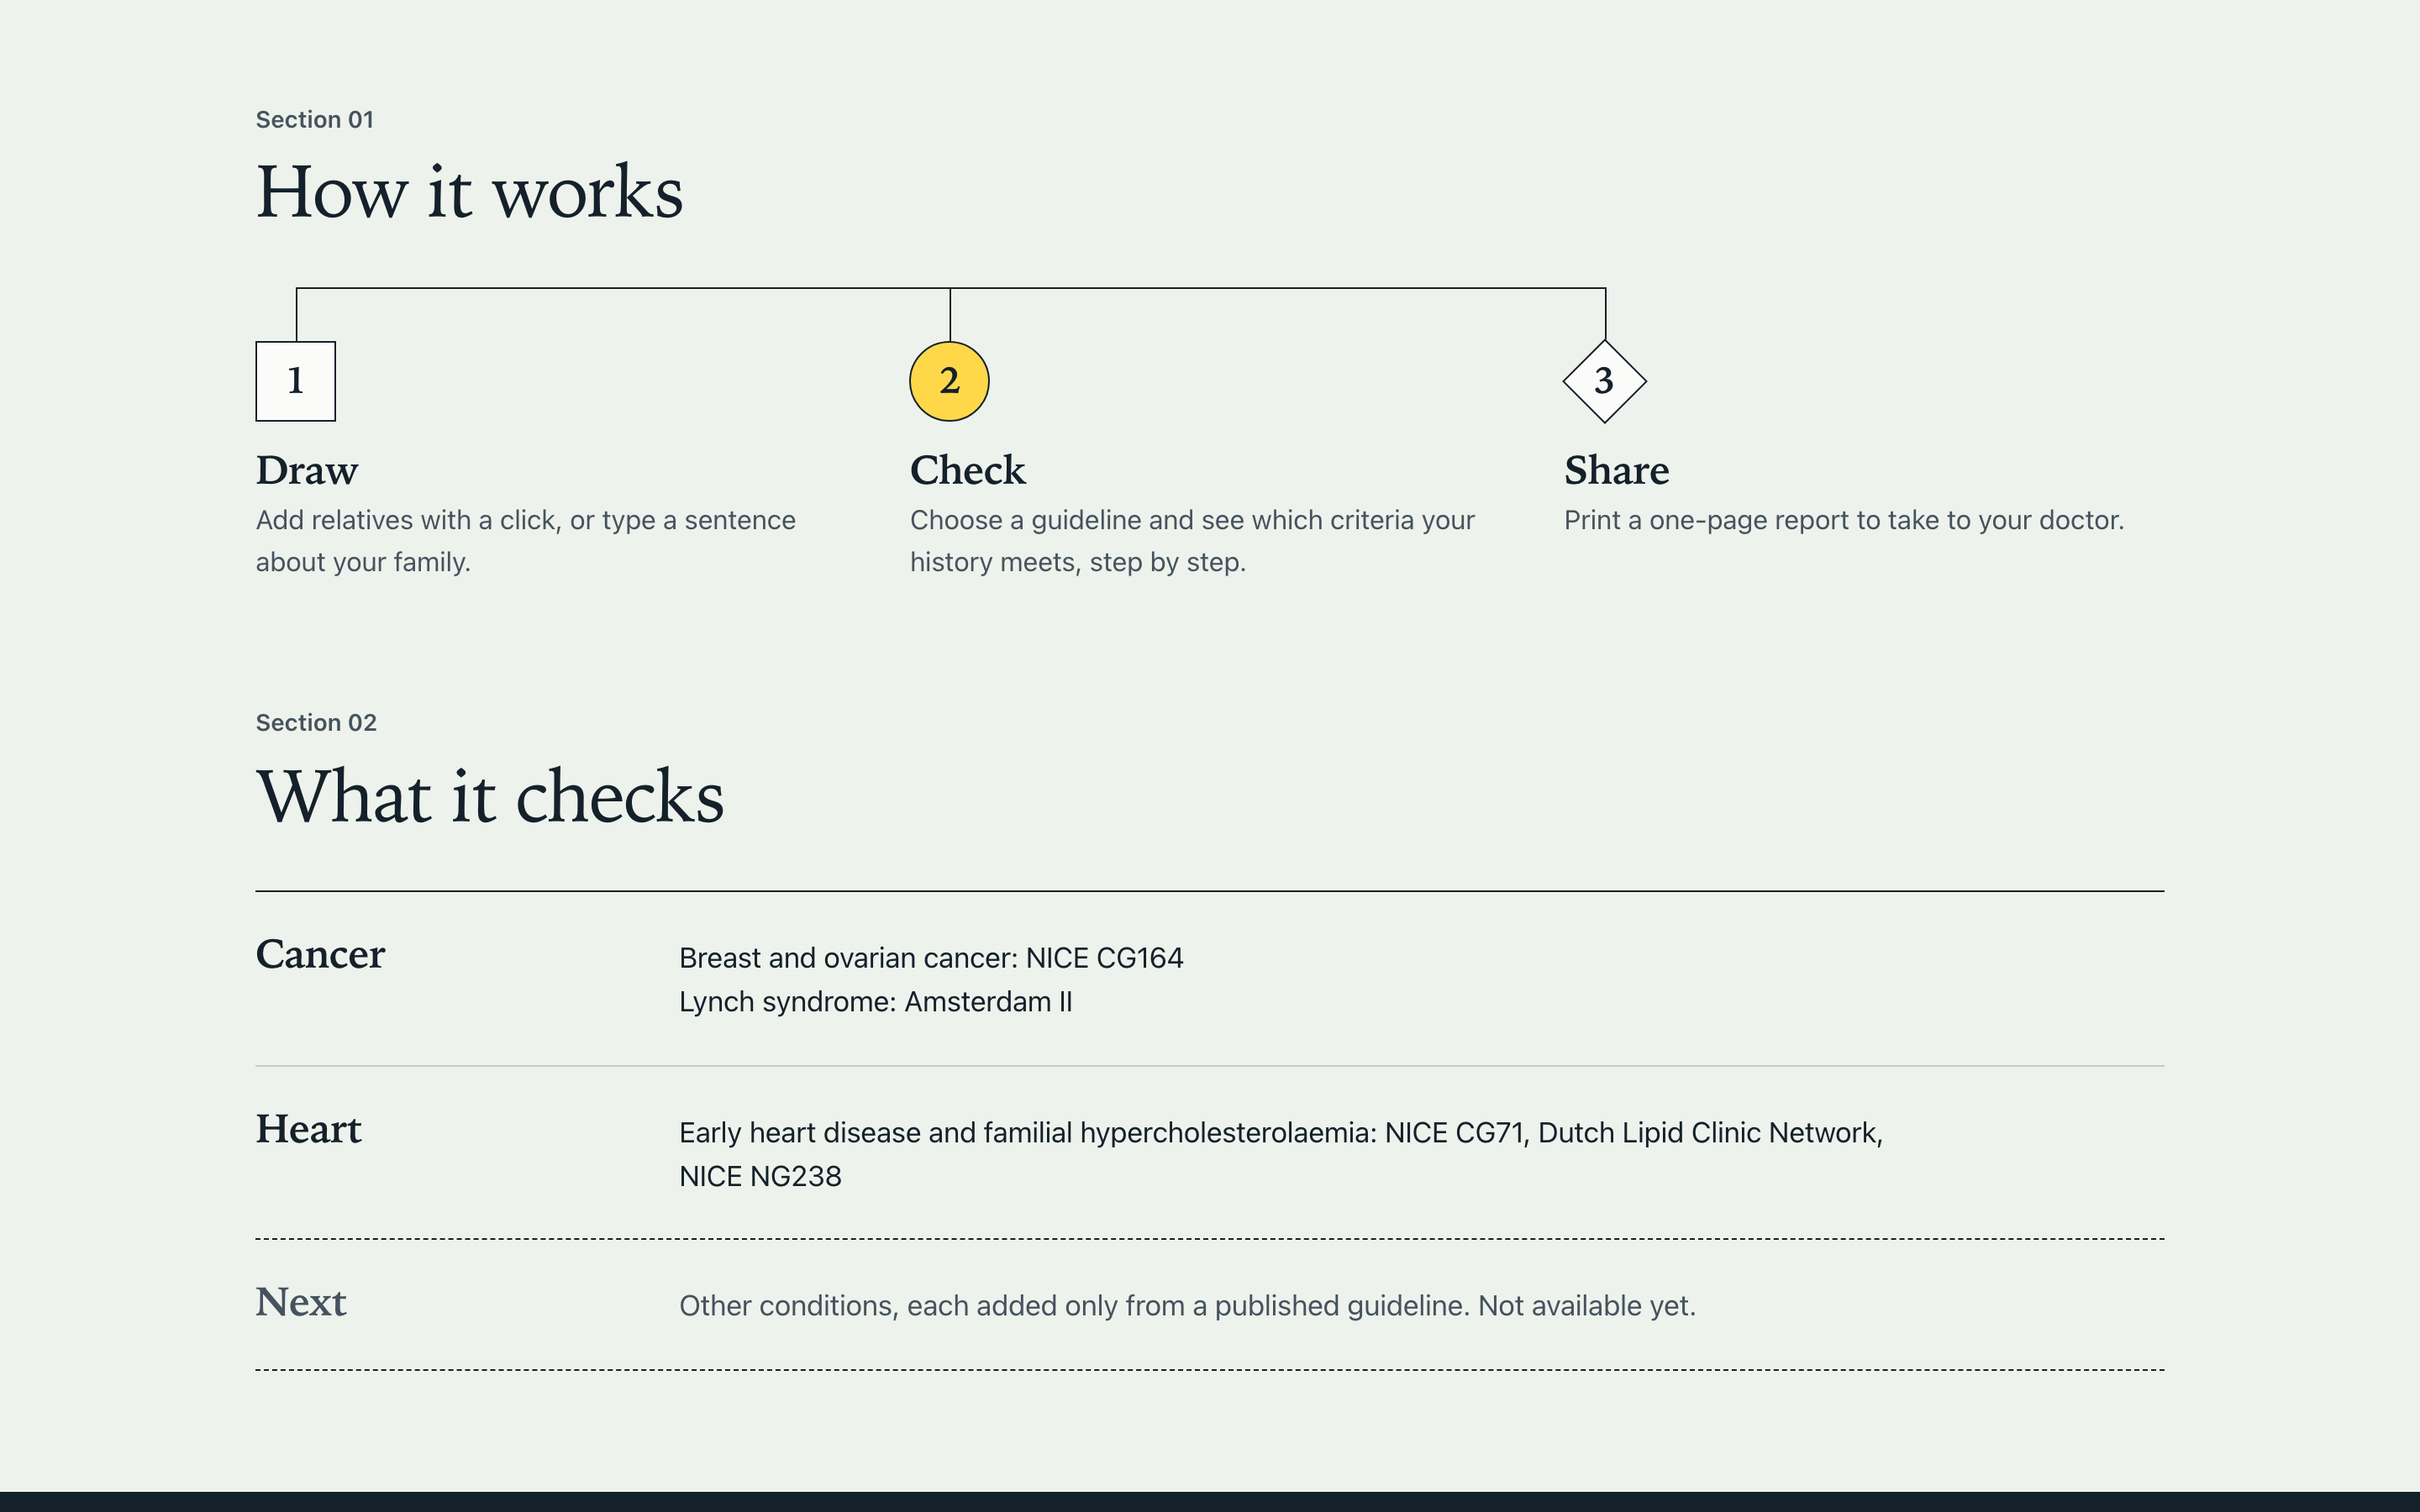 Section 01
How it works
1
2
3
Draw
Add relatives with a click, or type a sentence
about your family.
Check
Choose a guideline and see which criteria your
history meets, step by step.
Share
Print a one-page report to take to your doctor.
Section 02
What it checks
Cancer
Breast and ovarian cancer: NICE CG164
Lynch syndrome: Amsterdam II
Heart
Early heart disease and familial hypercholesterolaemia: NICE CG71, Dutch Lipid Clinic Network,
NICE NG238
Next
Other conditions, each added only from a published guideline. Not available yet.